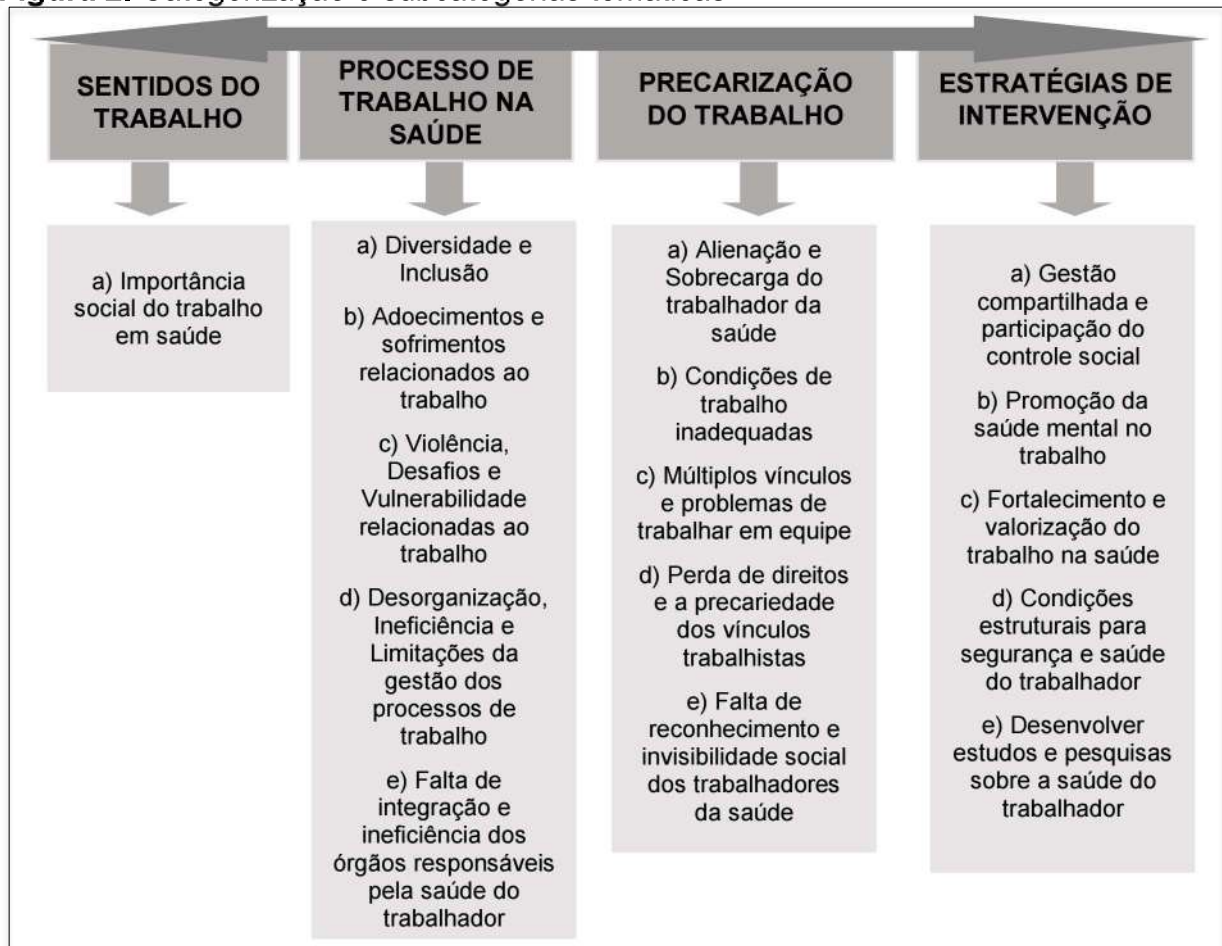 SENTIDOS DO
TRABALHO
PROCESSO DE
TRABALHO NA
SAÚDE
PRECARIZAÇÃO
DO TRABALHO
ESTRATÉGIAS DE
INTERVENÇÃO
a) Importância
social do trabalho
em saúde
a) Diversidade e
Inclusão
b) Adoecimentos e
sofrimentos
relacionados ao
trabalho
c) Violência,
Desafios e
Vulnerabilidade
relacionadas ao
trabalho
d) Desorganização,
Ineficiência e
Limitações da
gestão dos
processos de
trabalho
e) Falta de
integração e
ineficiência dos
órgãos responsáveis
pela saúde do
trabalhador
a) Alienação e
Sobrecarga do
trabalhador da
saúde
b) Condições de
trabalho
inadequadas
c) Múltiplos vínculos
e problemas de
trabalhar em equipe
d) Perda de direitos
e a precariedade
dos vínculos
trabalhistas
e) Falta de
reconhecimento e
invisibilidade social
dos trabalhadores
da saúde
a) Gestão
compartilhada e
participação do
controle social
b) Promoção da
saúde mental no
trabalho
c) Fortalecimento e
valorização do
trabalho na saúde
d) Condições
estruturais para
segurança e saúde
do trabalhador
e) Desenvolver
estudos e pesquisas
sobre a saúde do
trabalhador